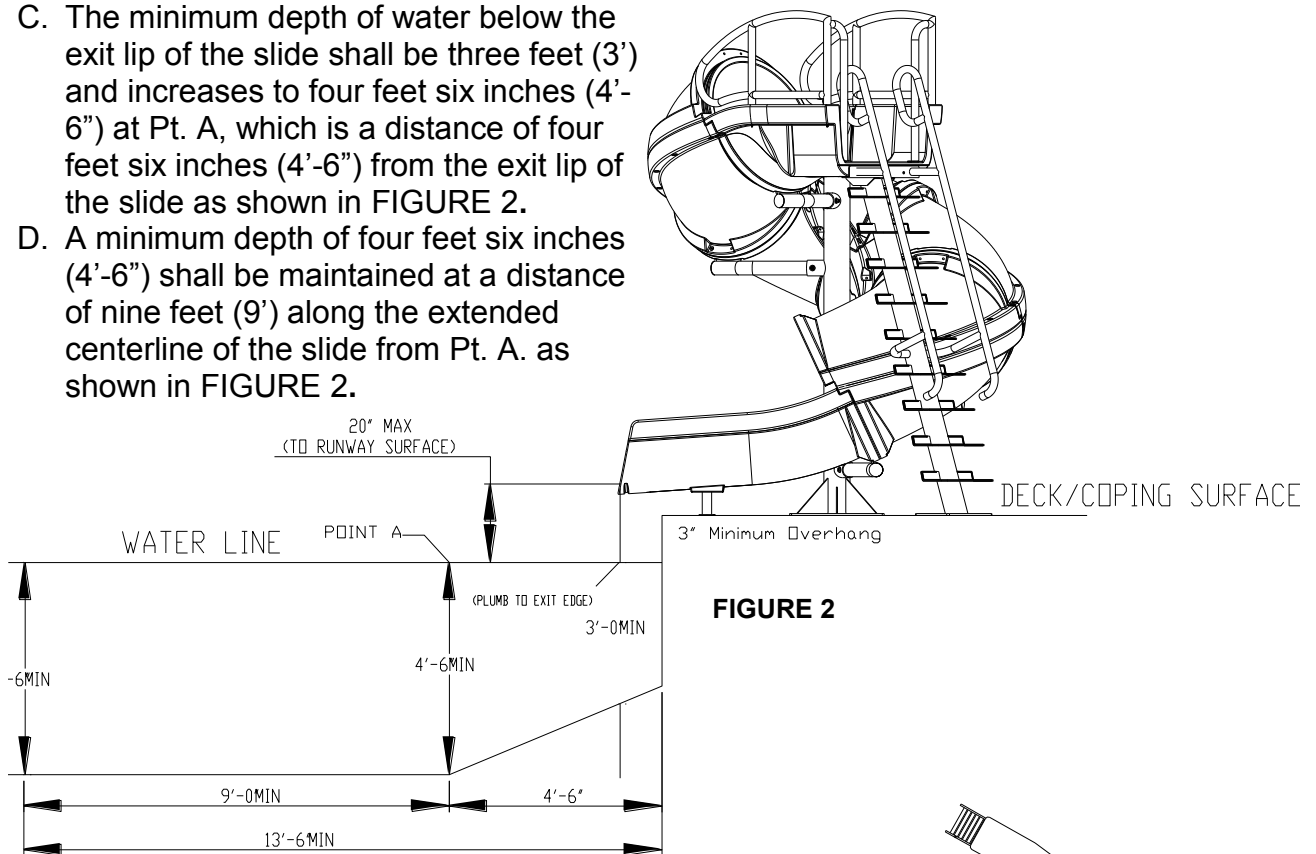 C. The minimum depth of water below the
exit lip of the slide shall be three feet (3’)
and increases to four feet six inches (4’-
6”) at Pt. A, which is a distance of four
feet six inches (4’-6”) from the exit lip of
the slide as shown in FIGURE 2.
D. A minimum depth of four feet six inches
(4’-6”) shall be maintained at a distance
of nine feet (9’) along the extended
centerline of the slide from Pt. A. as
shown in FIGURE 2.
20" MAX
(TO RUNWAY SURFACE)
DECK/COPING SURFACE
WATER LINE
POINT A
3" Minimum Overhang
(PLUMB TO EXIT EDGE)
FIGURE 2
3'-0MIN
4'-6MIN
-6MIN
9'-0MIN
4'-6"
13'-6MIN